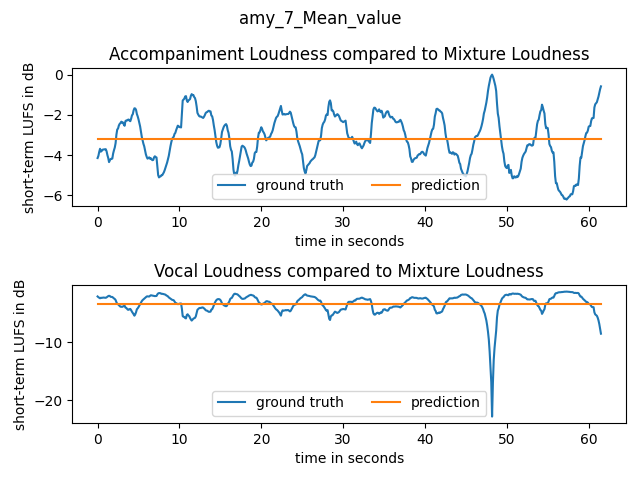 amy_7_Mean_value
Accompaniment Loudness compared to Mixture Loudness
short-term LUFS in dB
0
−2
−4
−6
ground truth
prediction
0 10 20 30 40 50 60
time in seconds
Vocal Loudness compared to Mixture Loudness
short-term LUFS in dB
−10
−20
ground truth
prediction
0 10 20 30 40 50 60
time in seconds